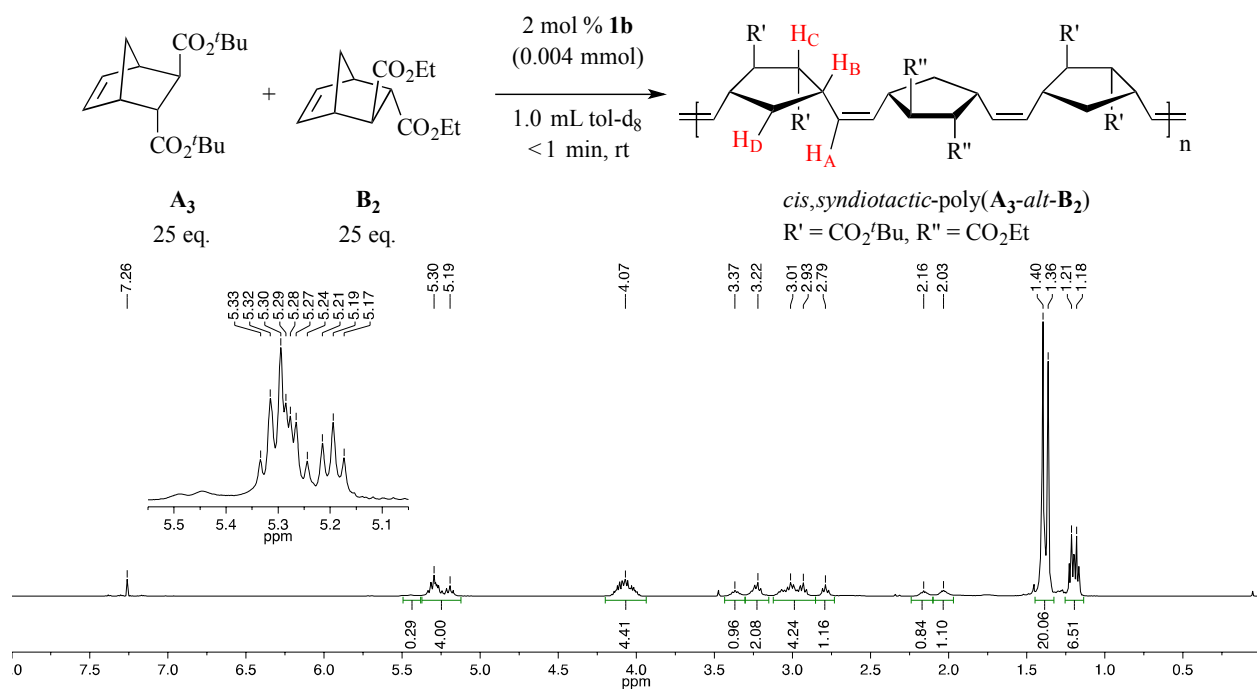 CO₂ᵗBu
CO₂ᵗBu
+
CO₂Et
CO₂Et
2 mol % 1b
(0.004 mmol)
1.0 mL tol-d₈
< 1 min, rt
R'
H_C
H_B
R'
H_D
H_A
R''
R''
R'
R'
n
A₃
25 eq.
B₂
25 eq.
cis,syndiotactic-poly(A₃-alt-B₂)
R' = CO₂ᵗBu, R'' = CO₂Et
7.26
5.30
5.19
4.07
3.37
3.22
3.01
2.93
2.79
2.16
2.03
1.40
1.36
1.21
1.18
5.33
5.32
5.30
5.29
5.28
5.27
5.24
5.21
5.19
5.17
5.5 5.4 5.3 5.2 5.1
ppm
0.29
4.00
4.41
0.96
2.08
4.24
1.16
0.84
1.10
20.06
6.51
.0 7.5 7.0 6.5 6.0 5.5 5.0 4.5 4.0 3.5 3.0 2.5 2.0 1.5 1.0 0.5
ppm